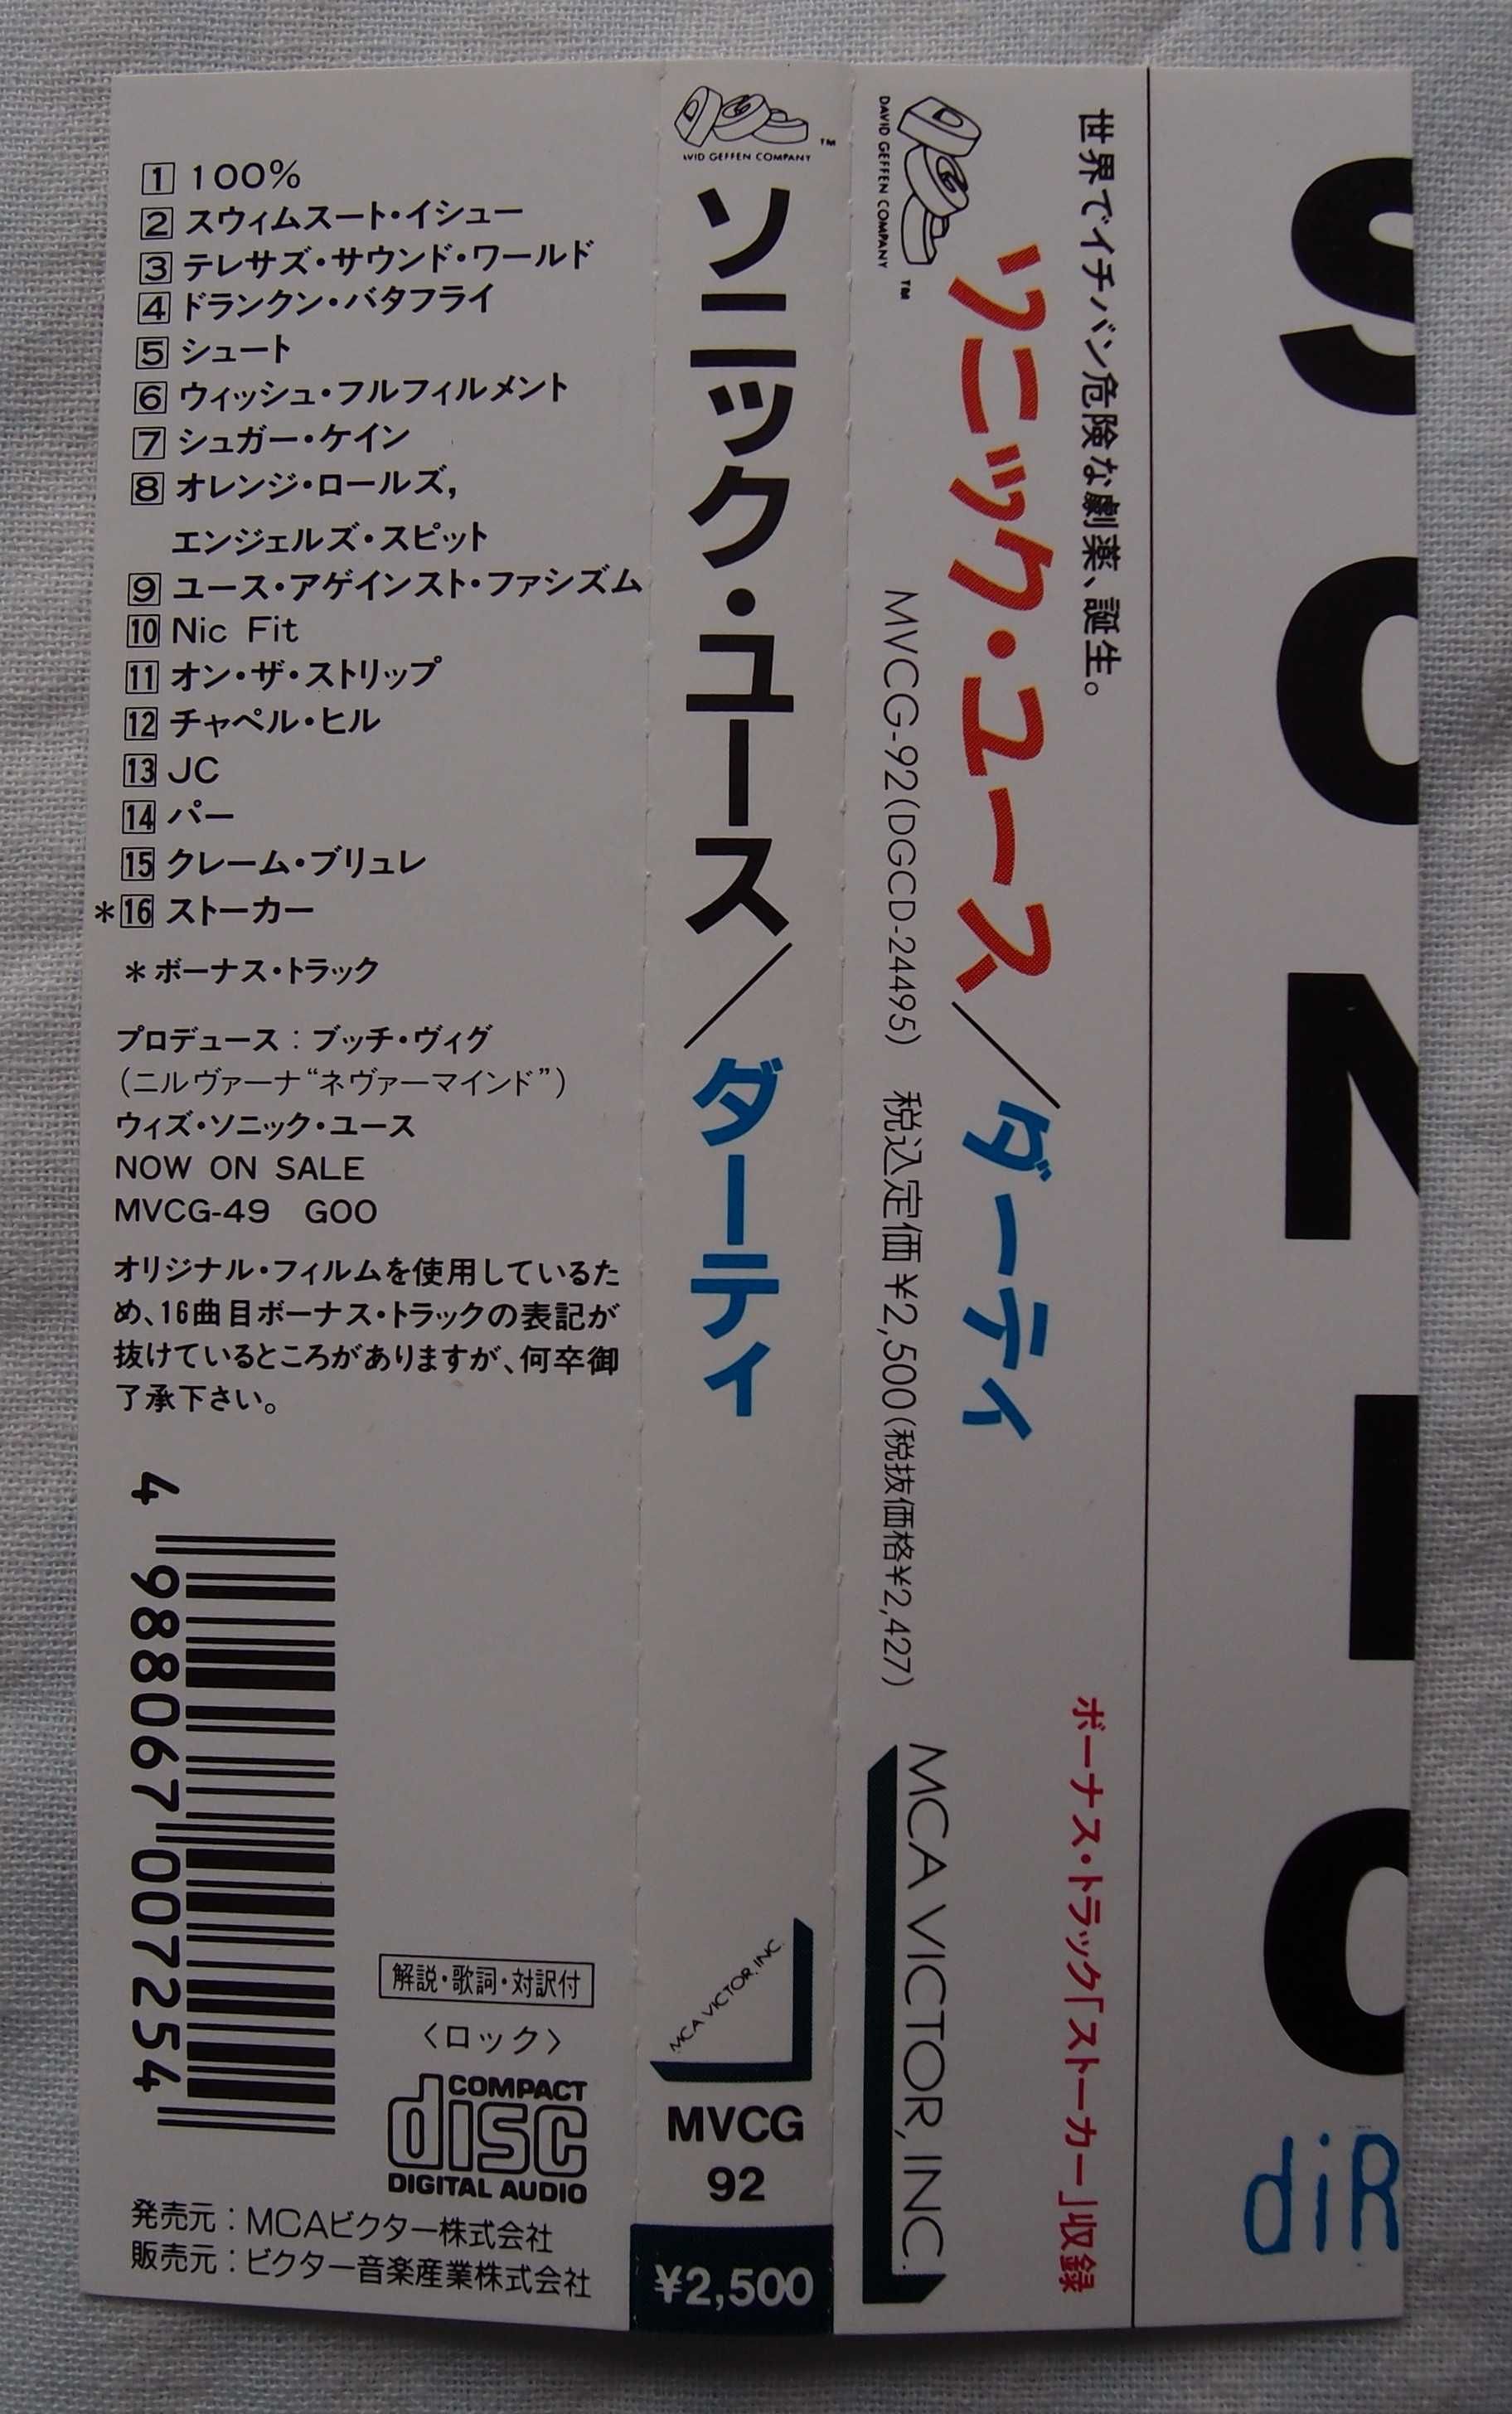 1 100%
2 スウィムスート・イシュー
3 テレサズ・サウンド・ワールド
4 ドランクン・バタフライ
5 シュート
6 ウィッシュ・フルフィルメント
7 シュガー・ケイン
8 オレンジ・ロールズ,
エンジェルズ・スピット
9 ユース・アゲインスト・ファシズム
10 Nic Fit
11 オン・ザ・ストリップ
12 チャペル・ヒル
13 JC
14 パー
15 クレーム・ブリュレ
*16 ストーカー
*ボーナス・トラック
プロデュース：ブッチ・ヴィグ
(ニルヴァーナ“ネヴァーマインド”)
ウィズ・ソニック・ユース
NOW ON SALE
MVCG-49 GOO
オリジナル・フィルムを使用しているた
め、16曲目ボーナス・トラックの表記が
抜けているところがありますが、何卒御
了承下さい。
4 988067 007254
解説・歌詞・対訳付
〈ロック〉
COMPACT
disc
DIGITAL AUDIO
発売元：MCAビクター株式会社
販売元：ビクター音楽産業株式会社
AVID GEFFEN COMPANY
TM
ソニック・ユース／ダーティ
MCA VICTOR, INC.
MVCG
92
¥2,500
DAVID GEFFEN COMPANY
TM
世界でイチバン危険な劇薬、誕生。
ソニック・ユース／ダーティ
MVCG-92(DGCD-24495) 税込定価¥2,500(税抜価格¥2,427)
MCA VICTOR, INC.
ボーナス・トラック「ストーカー」収録
SONIC
diR